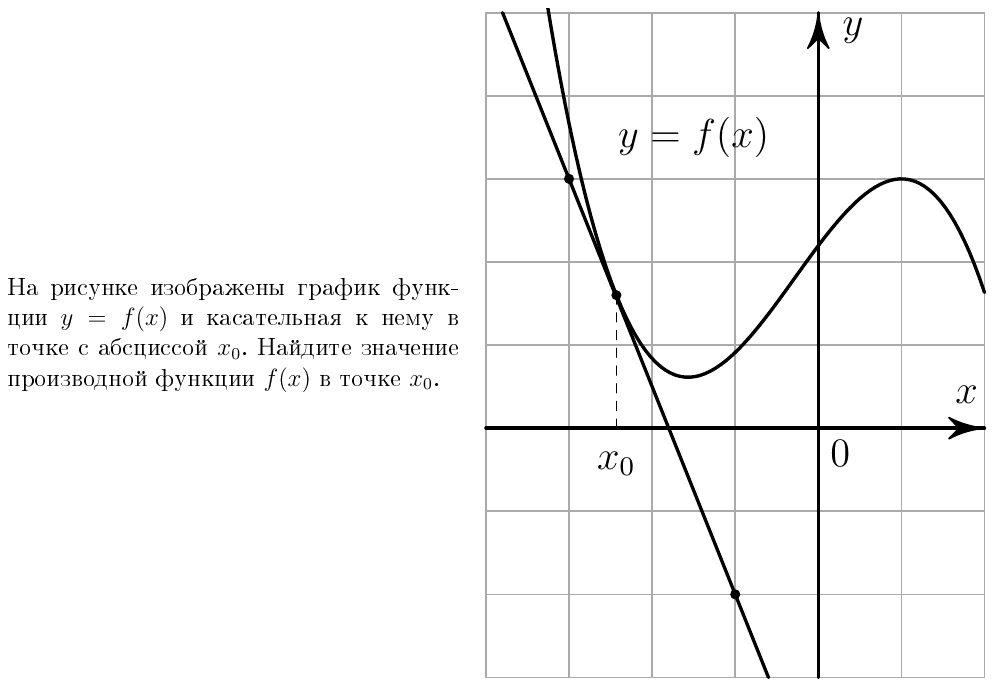 На рисунке изображены график функ-
ции y = f(x) и касательная к нему в
точке с абсциссой x₀. Найдите значение
производной функции f(x) в точке x₀.
y
y = f(x)
x
0
x₀